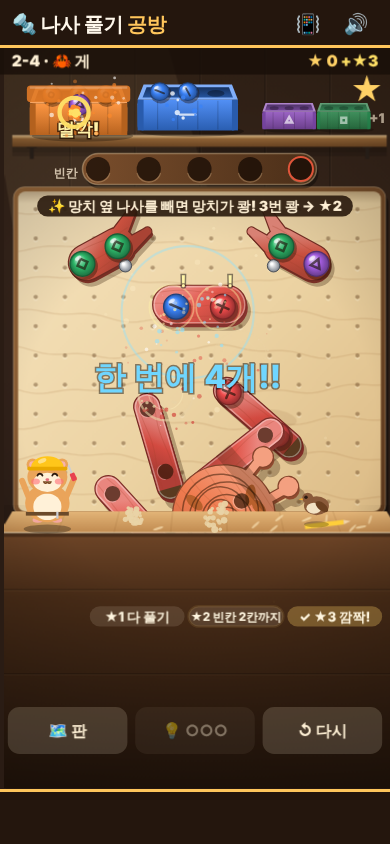 나사 풀기 공방
2-4 · 🦀 게
★ 0 +★3
딸각!
+1
빈칸
✨ 망치 옆 나사를 빼면 망치가 쾅! 3번 쾅 → ★2
! !
한 번에 4개!!
★1 다 풀기
★2 빈칸 2칸까지
✓ ★3 깜짝!
🗺️ 판
💡 ○○○
↺ 다시